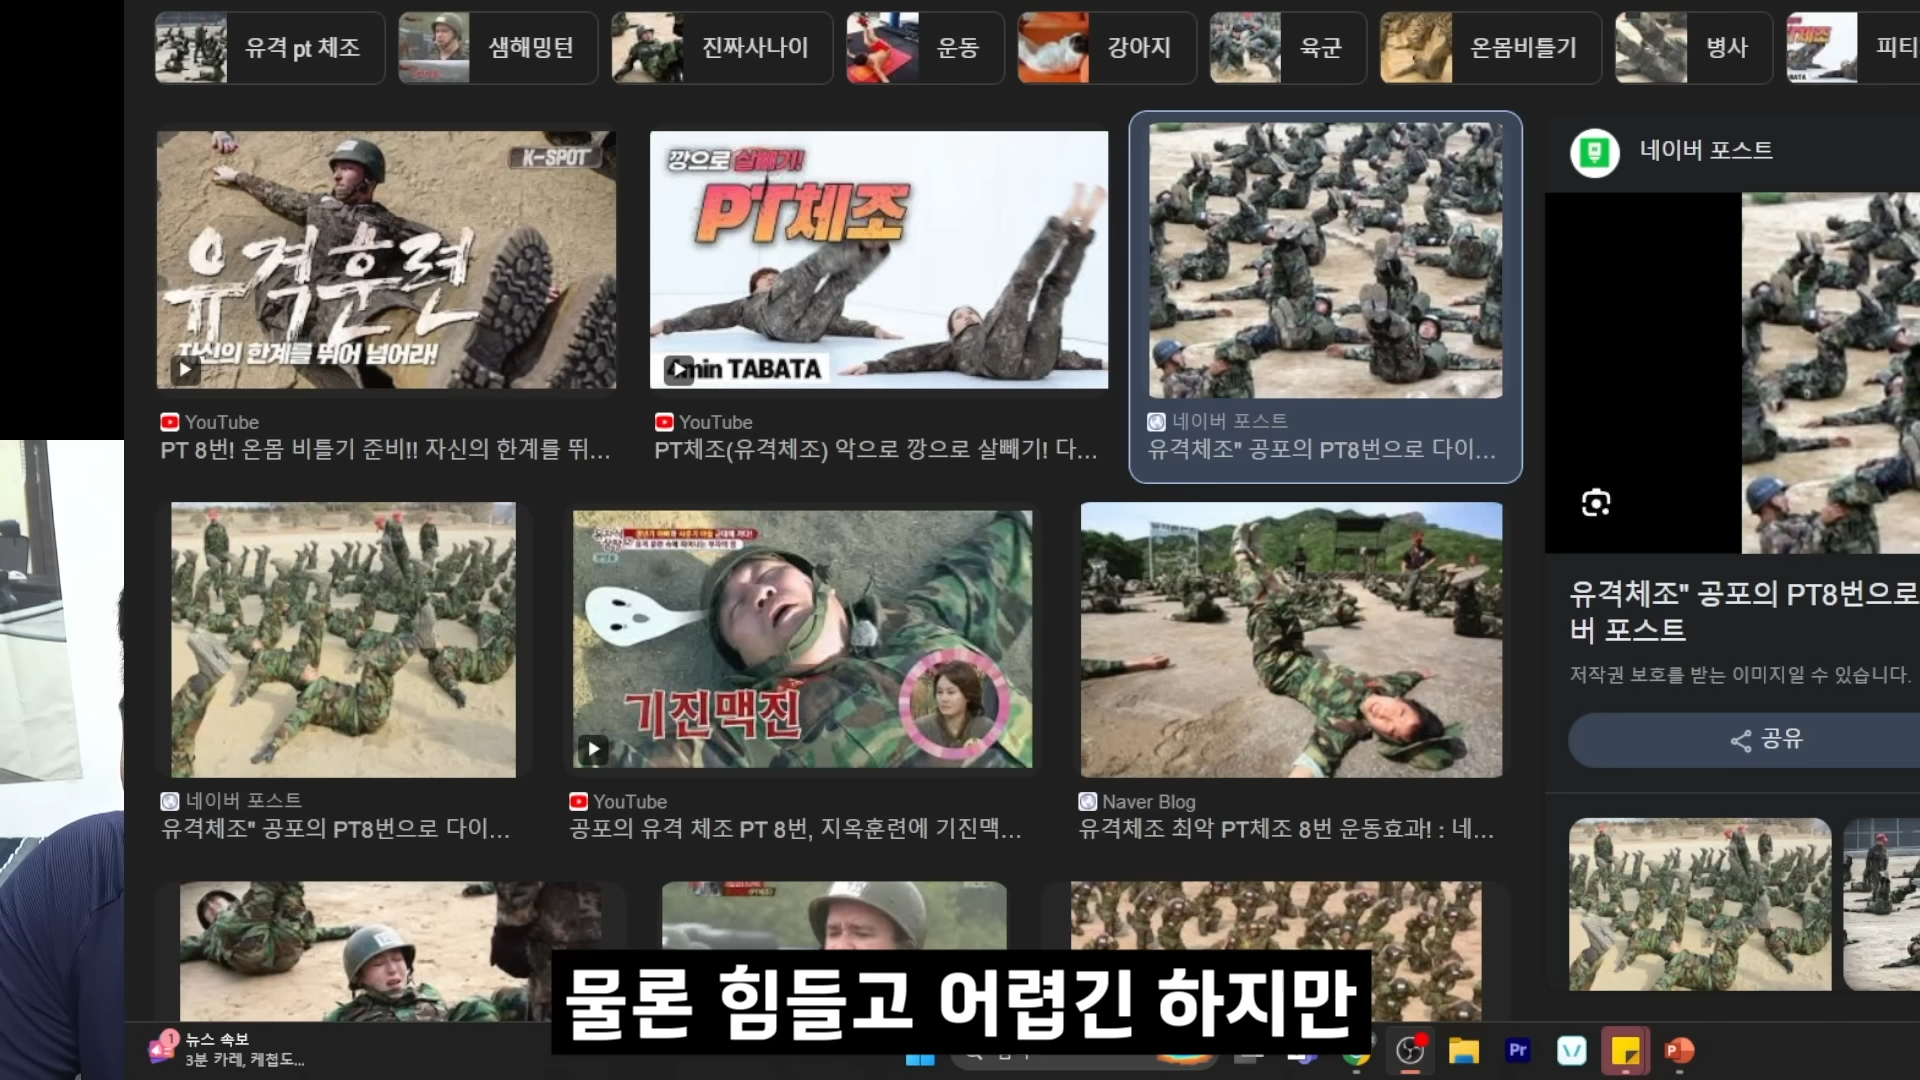 유격 pt 체조
샘해밍턴
진짜사나이
운동
강아지
육군
온몸비틀기
병사
피티
K-SPOT
유격훈련
자신의 한계를 뛰어 넘어라!
깡으로 살빼기!
PT체조
4min TABATA
네이버 포스트
YouTube
PT 8번! 온몸 비틀기 준비!! 자신의 한계를 뛰...
YouTube
PT체조(유격체조) 악으로 깡으로 살빼기! 다...
네이버 포스트
유격체조" 공포의 PT8번으로 다이...
유격체조" 공포의 PT8번으로
버 포스트
저작권 보호를 받는 이미지일 수 있습니다.
공유
기진맥진
네이버 포스트
유격체조" 공포의 PT8번으로 다이...
YouTube
공포의 유격 체조 PT 8번, 지옥훈련에 기진맥...
Naver Blog
유격체조 최악 PT체조 8번 운동효과! : 네...
물론 힘들고 어렵긴 하지만
1
뉴스 속보
3분 카레, 케첩도...
Pr
P